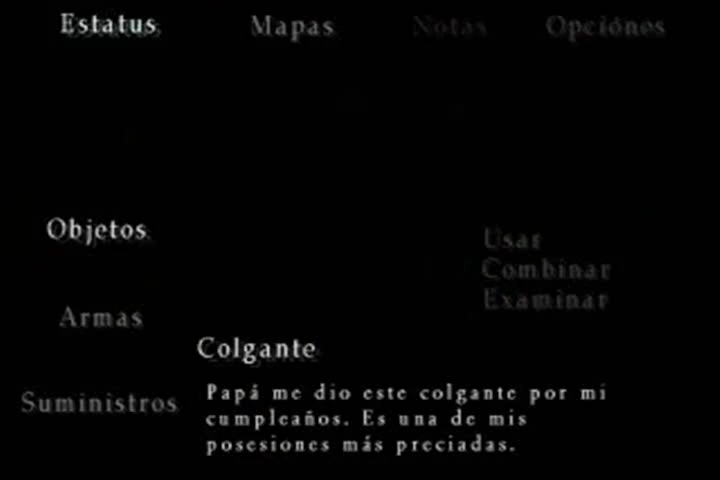 Estatus Mapas Notas Opciónes
Objetos
Usar
Combinar
Examinar
Armas
Colgante
Suministros
Papá me dio este colgante por mi
cumpleaños. Es una de mis
posesiones más preciadas.